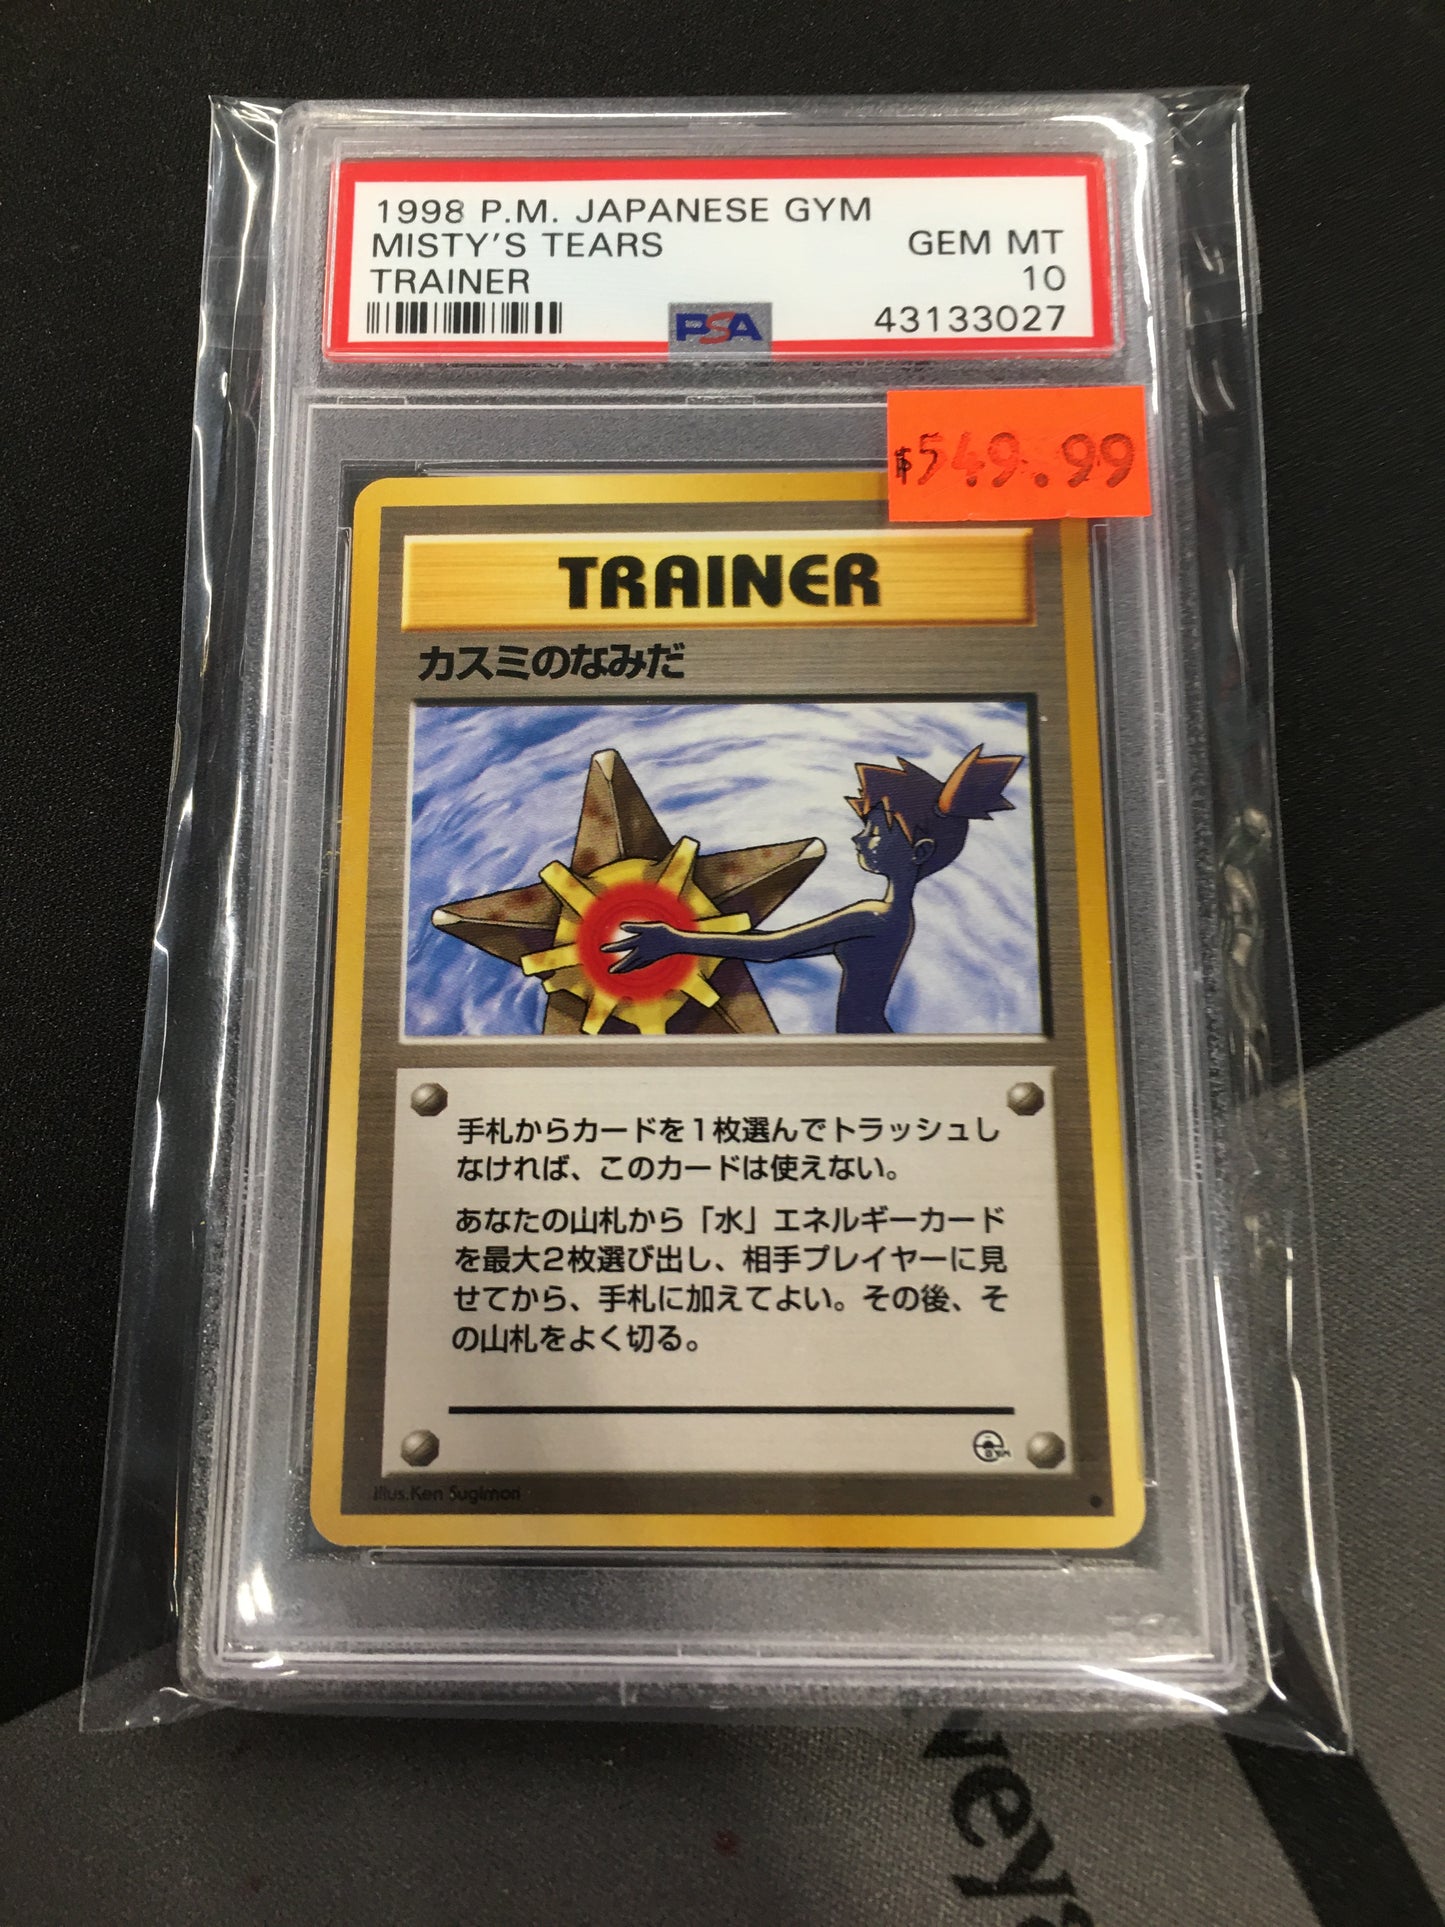 1998 P.M. JAPANESE GYM
MISTY'S TEARS GEM MT
TRAINER 10
PSA 43133027
$549.99
TRAINER
カスミのなみだ
手札からカードを1枚選んでトラッシュし
なければ、このカードは使えない。
あなたの山札から「水」エネルギーカード
を最大2枚選び出し、相手プレイヤーに見
せてから、手札に加えてよい。その後、そ
の山札をよく切る。
GYM
illus.Ken Sugimori